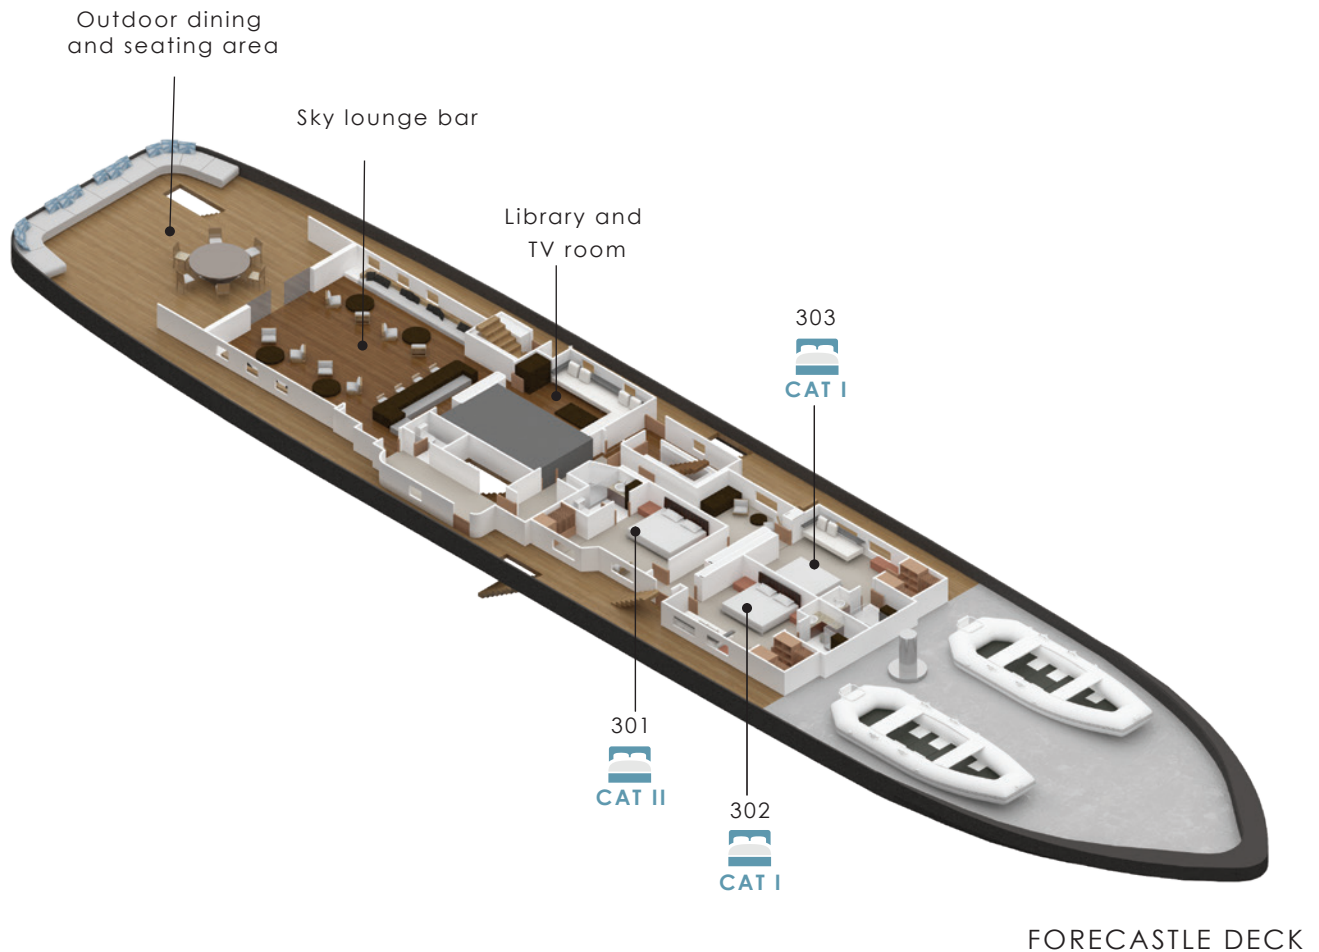 Outdoor dining
and seating area
Sky lounge bar
Library and
TV room
303
CAT I
301
CAT II
302
CAT I
FORECASTLE DECK